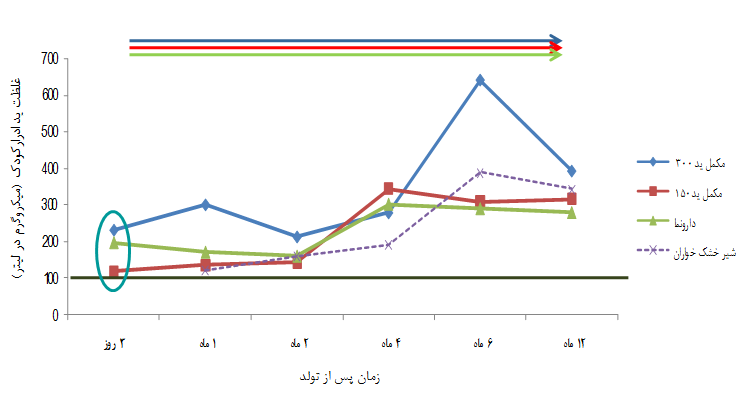 غلظت ید ادرار کودک (میکروگرم در لیتر)
700
600
500
400
300
200
100
0
۳ روز
۱ ماه
۲ ماه
۴ ماه
۶ ماه
۱۲ ماه
زمان پس از تولد
مکمل ید ۳۰۰
مکمل ید ۱۵۰
دارونما
شیر خشک خواران